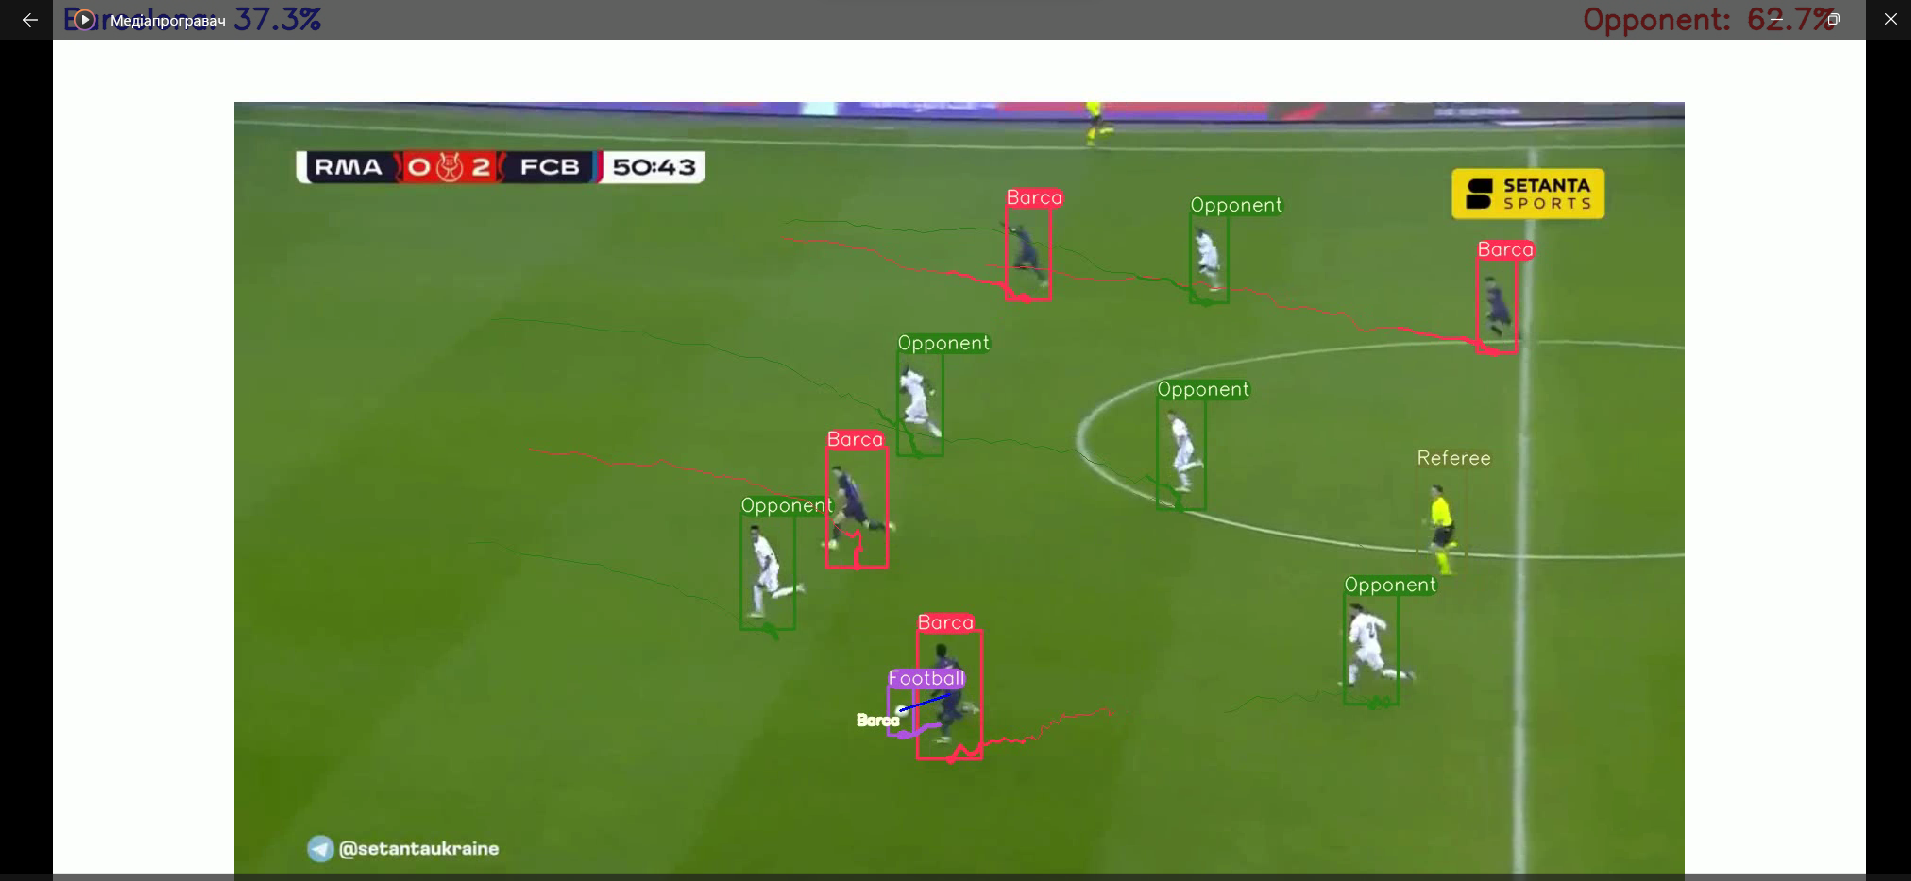 Barcelona: 37.3%
Медіапрогравач
Opponent: 62.7%
RMA 0 2 FCB 50:43
SETANTA
SPORTS
Barca
Opponent
Barca
Opponent
Opponent
Barca
Referee
Opponent
Opponent
Barca
Football
Barca
@setantaukraine